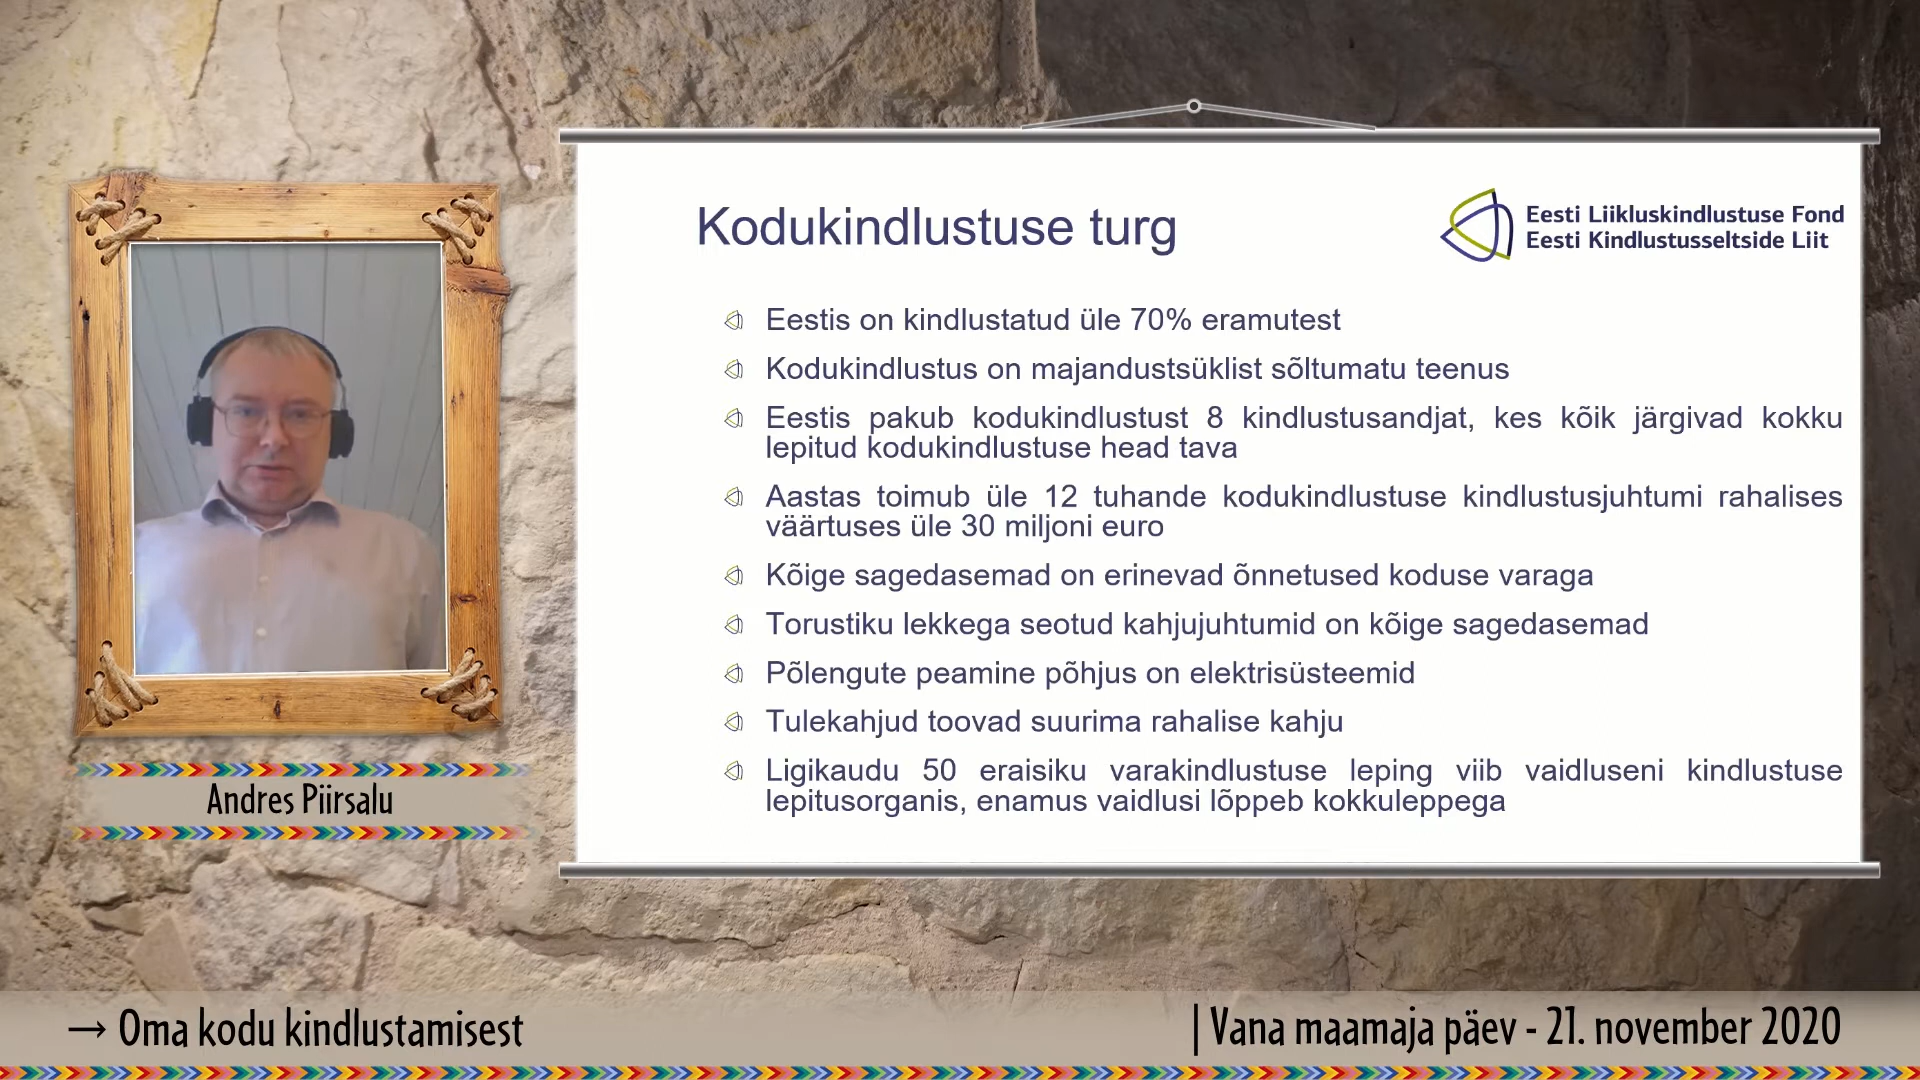 Kodukindlustuse turg
Eesti Liikluskindlustuse Fond
Eesti Kindlustusseltside Liit
Eestis on kindlustatud üle 70% eramutest
Kodukindlustus on majandustsüklist sõltumatu teenus
Eestis pakub kodukindlustust 8 kindlustusandjat, kes kõik järgivad kokku
lepitud kodukindlustuse head tava
Aastas toimub üle 12 tuhande kodukindlustuse kindlustusjuhtumi rahalises
väärtuses üle 30 miljoni euro
Kõige sagedasemad on erinevad õnnetused koduse varaga
Torustiku lekkega seotud kahjujuhtumid on kõige sagedasemad
Põlengute peamine põhjus on elektrisüsteemid
Tulekahjud toovad suurima rahalise kahju
Ligikaudu 50 eraisiku varakindlustuse leping viib vaidluseni kindlustuse
lepitusorganis, enamus vaidlusi lõppeb kokkuleppega
Andres Piirsalu
→ Oma kodu kindlustamisest
| Vana maamaja päev - 21. november 2020